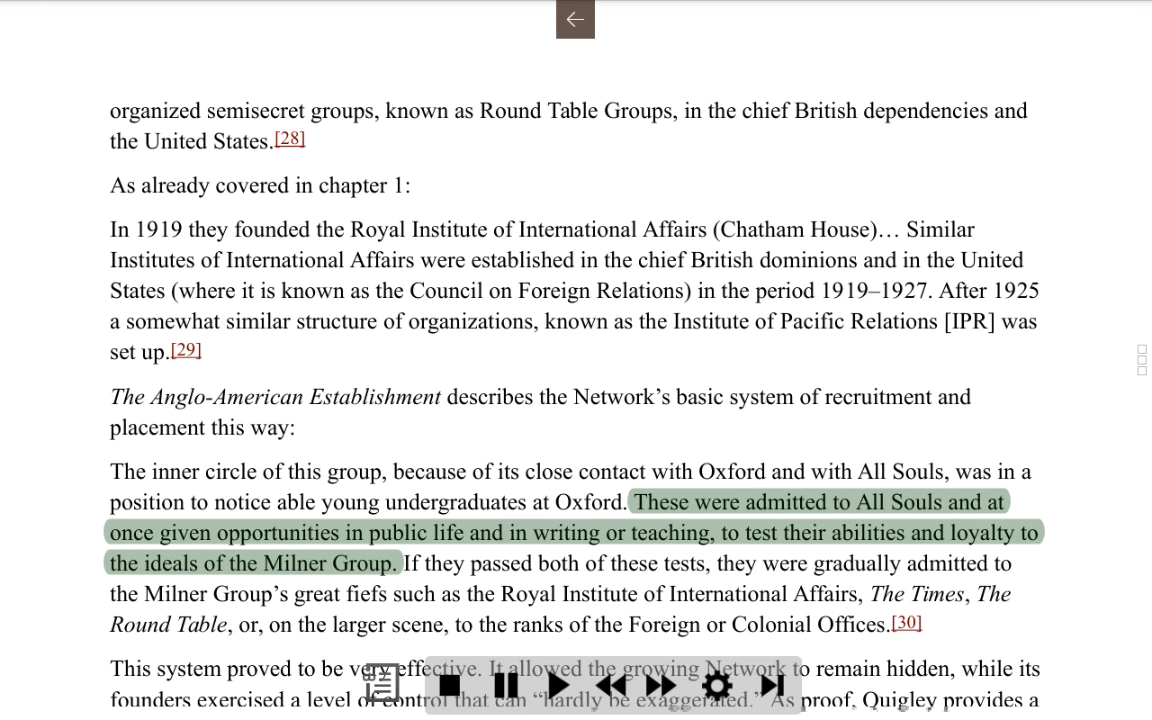 organized semisecret groups, known as Round Table Groups, in the chief British dependencies and
the United States.[28]
As already covered in chapter 1:
In 1919 they founded the Royal Institute of International Affairs (Chatham House)… Similar
Institutes of International Affairs were established in the chief British dominions and in the United
States (where it is known as the Council on Foreign Relations) in the period 1919–1927. After 1925
a somewhat similar structure of organizations, known as the Institute of Pacific Relations [IPR] was
set up.[29]
The Anglo-American Establishment describes the Network’s basic system of recruitment and
placement this way:
The inner circle of this group, because of its close contact with Oxford and with All Souls, was in a
position to notice able young undergraduates at Oxford. These were admitted to All Souls and at
once given opportunities in public life and in writing or teaching, to test their abilities and loyalty to
the ideals of the Milner Group. If they passed both of these tests, they were gradually admitted to
the Milner Group’s great fiefs such as the Royal Institute of International Affairs, The Times, The
Round Table, or, on the larger scene, to the ranks of the Foreign or Colonial Offices.[30]
This system proved to be very effective. It allowed the growing Network to remain hidden, while its
founders exercised a level of control that can “hardly be exaggerated.” As proof, Quigley provides a